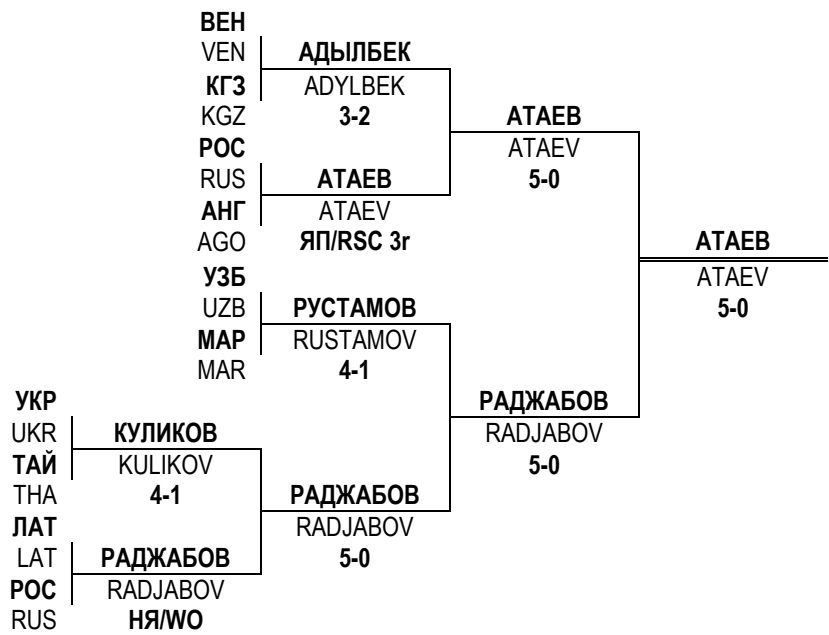 ВЕН
VEN
АДЫЛБЕК
КГЗ
ADYLBEK
KGZ
3-2
АТАЕВ
РОС
ATAEV
RUS
АТАЕВ
5-0
АНГ
ATAEV
AGO
ЯП/RSC 3r
АТАЕВ
УЗБ
ATAEV
UZB
РУСТАМОВ
5-0
МАР
RUSTAMOV
MAR
4-1
УКР
РАДЖАБОВ
UKR
КУЛИКОВ
RADJABOV
ТАЙ
KULIKOV
5-0
THA
4-1
РАДЖАБОВ
ЛАТ
RADJABOV
LAT
РАДЖАБОВ
5-0
РОС
RADJABOV
RUS
НЯ/WO